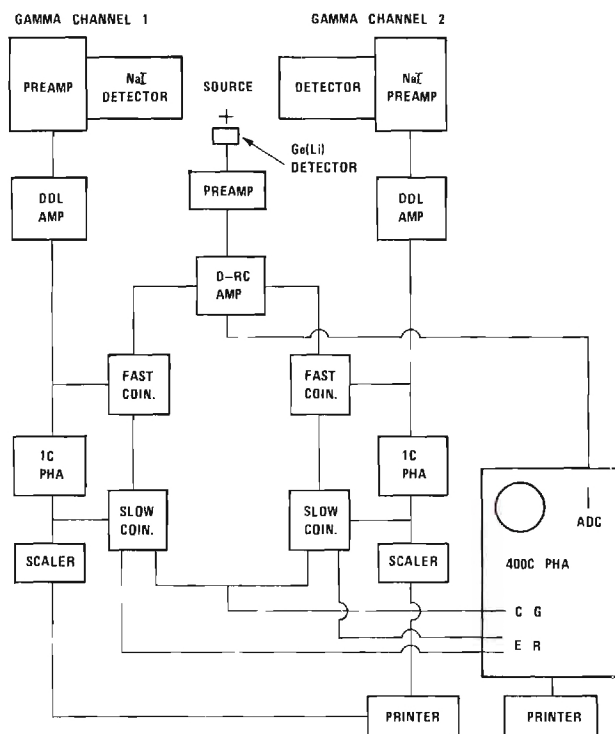 GAMMA CHANNEL 1
GAMMA CHANNEL 2
PREAMP
NaI
DETECTOR
SOURCE
+
DETECTOR
NaI
PREAMP
Ge(Li)
DETECTOR
PREAMP
DDL
AMP
DDL
AMP
D-RC
AMP
FAST
COIN.
FAST
COIN.
1C
PHA
1C
PHA
SLOW
COIN.
SLOW
COIN.
ADC
SCALER
SCALER
400C PHA
C G
E R
PRINTER
PRINTER